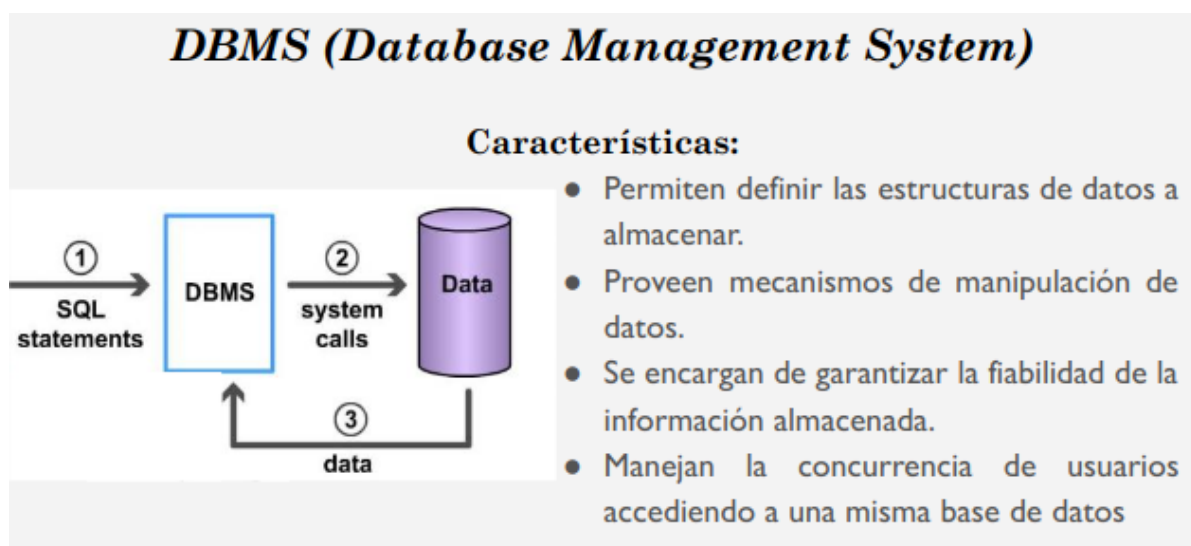 DBMS (Database Management System)
Características:
①
SQL
statements
DBMS
②
system
calls
Data
③
data
● Permiten definir las estructuras de datos a
almacenar.
● Proveen mecanismos de manipulación de
datos.
● Se encargan de garantizar la fiabilidad de la
información almacenada.
● Manejan la concurrencia de usuarios
accediendo a una misma base de datos